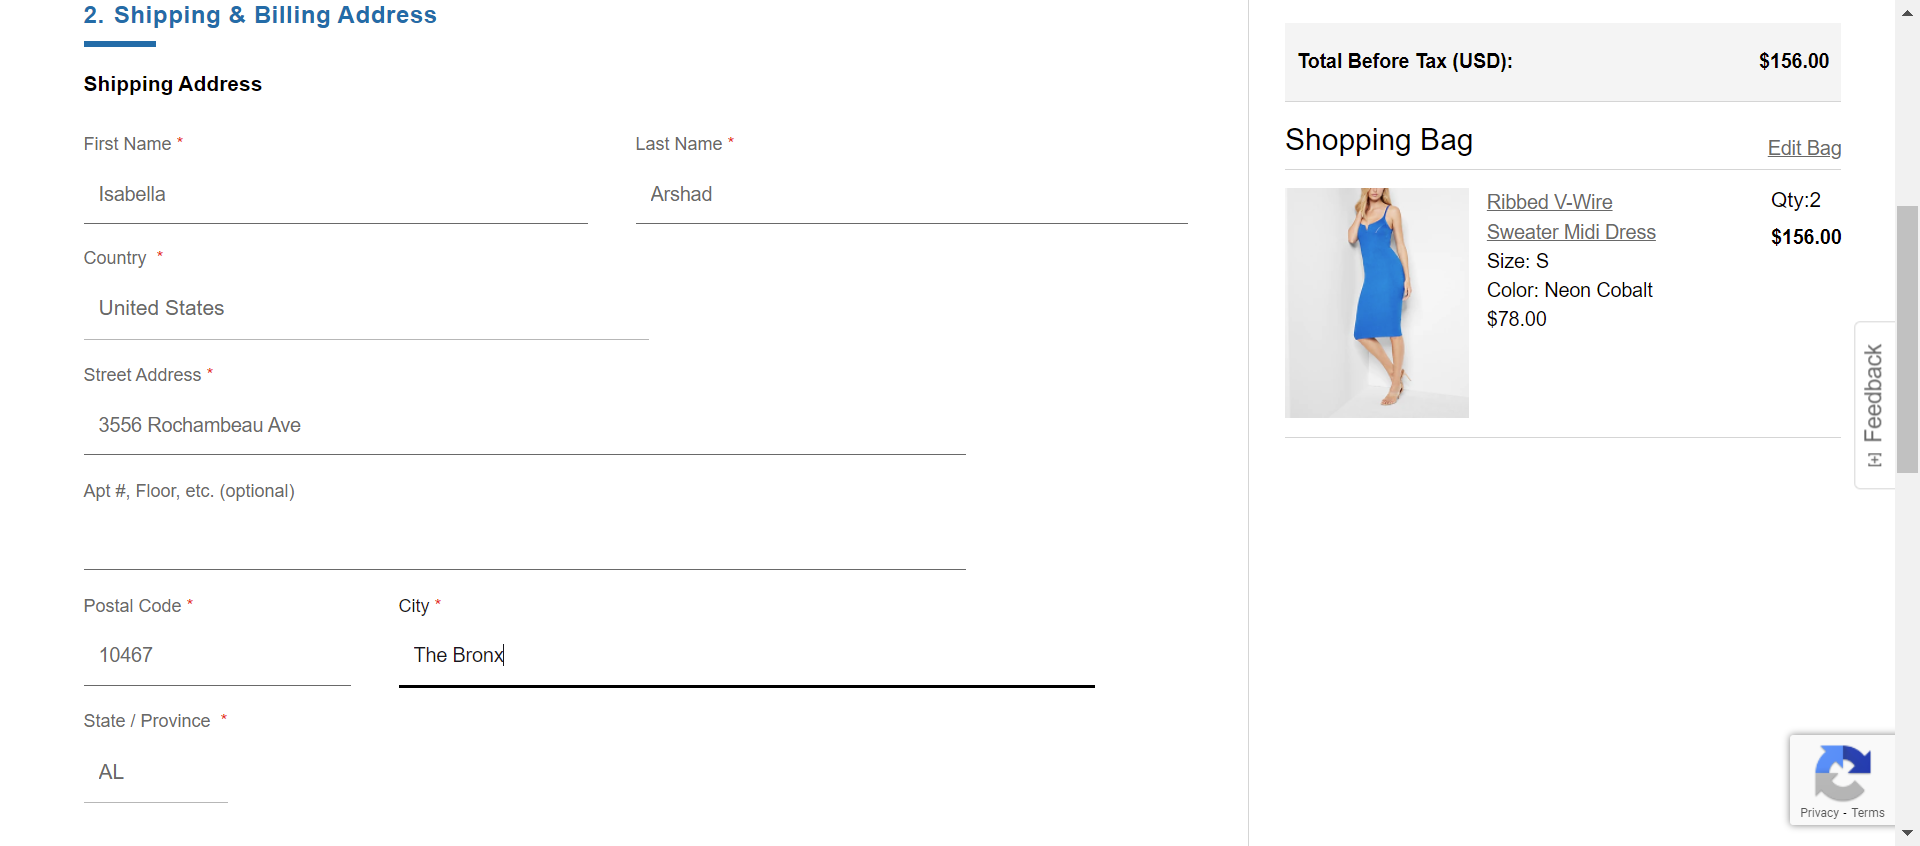 2. Shipping & Billing Address
Shipping Address
First Name *
Last Name *
Isabella
Arshad
Country *
United States
Street Address *
3556 Rochambeau Ave
Apt #, Floor, etc. (optional)
Postal Code *
City *
10467
The Bronx
State / Province *
AL
Total Before Tax (USD):
$156.00
Shopping Bag
Edit Bag
Ribbed V-Wire
Sweater Midi Dress
Size: S
Color: Neon Cobalt
$78.00
Qty:2
$156.00
[+] Feedback
Privacy - Terms